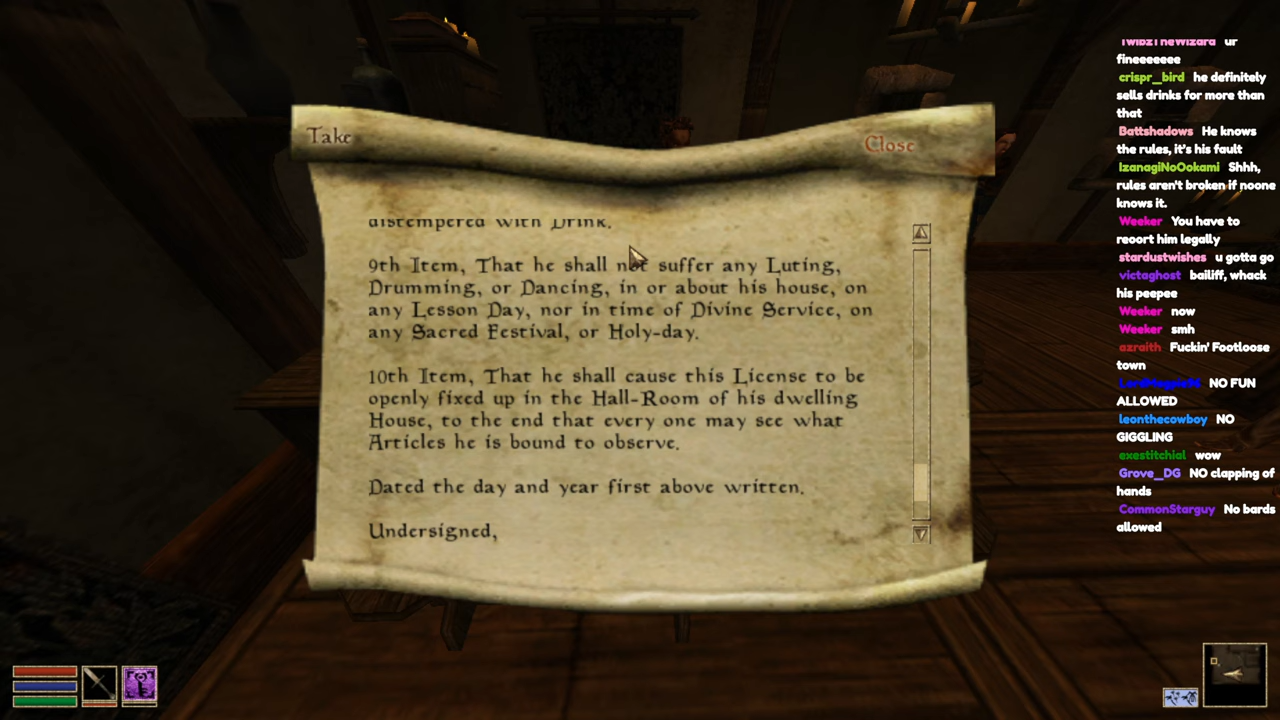 Take
Close
distempered with Drink.
9th Item, That he shall not suffer any Luting,
Drumming, or Dancing, in or about his house, on
any Lesson Day, nor in time of Divine Service, on
any Sacred Festival, or Holy-day.
10th Item, That he shall cause this License to be
openly fixed up in the Hall-Room of his dwelling
House, to the end that every one may see what
Articles he is bound to observe.
Dated the day and year first above written.
Undersigned,
TwibzTheWizard ur
fineeeeeee
crispr_bird he definitely
sells drinks for more than
that
Battshadows He knows
the rules, it's his fault
IzanagiNoOokami Shhh,
rules aren't broken if noone
knows it.
Weeker You have to
reoort him legally
stardustwishes u gotta go
victaghost bailiff, whack
his peepee
Weeker now
Weeker smh
azraith Fuckin' Footloose
town
NO FUN
ALLOWED
leonthecowboy NO
GIGGLING
exestitchial wow
Grove_DG NO clapping of
hands
CommonStarguy No bards
allowed